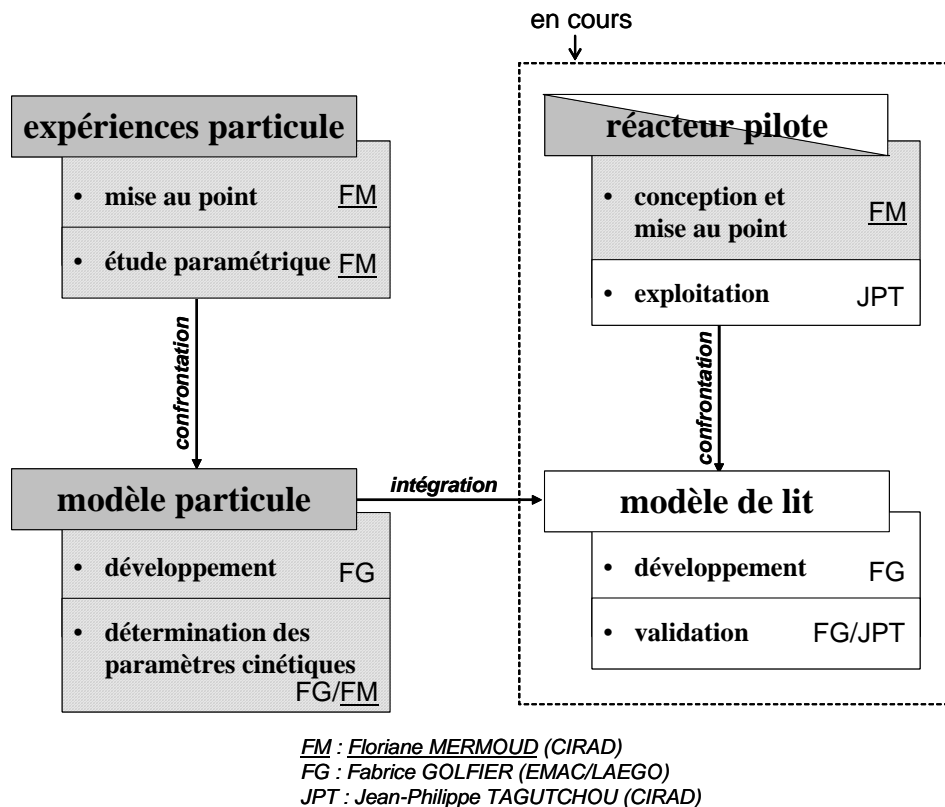 en cours
expériences particule
• mise au point FM
• étude paramétrique FM
confrontation
réacteur pilote
• conception et
mise au point FM
• exploitation JPT
confrontation
modèle particule
intégration
• développement FG
• détermination des
paramètres cinétiques
FG/FM
modèle de lit
• développement FG
• validation FG/JPT
FM : Floriane MERMOUD (CIRAD)
FG : Fabrice GOLFIER (EMAC/LAEGO)
JPT : Jean-Philippe TAGUTCHOU (CIRAD)